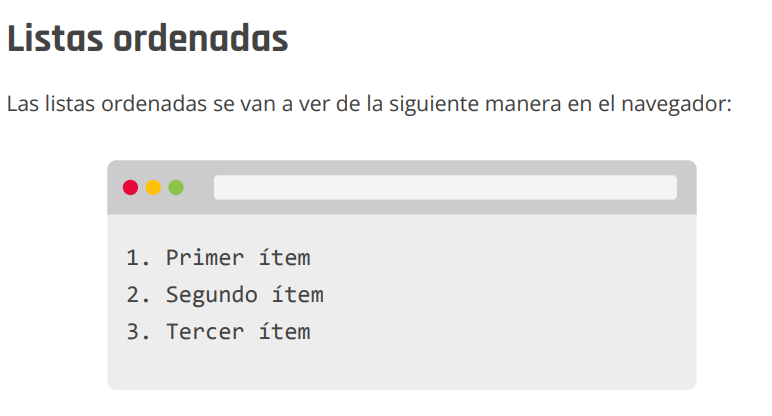 Listas ordenadas
Las listas ordenadas se van a ver de la siguiente manera en el navegador:
1. Primer ítem
2. Segundo ítem
3. Tercer ítem